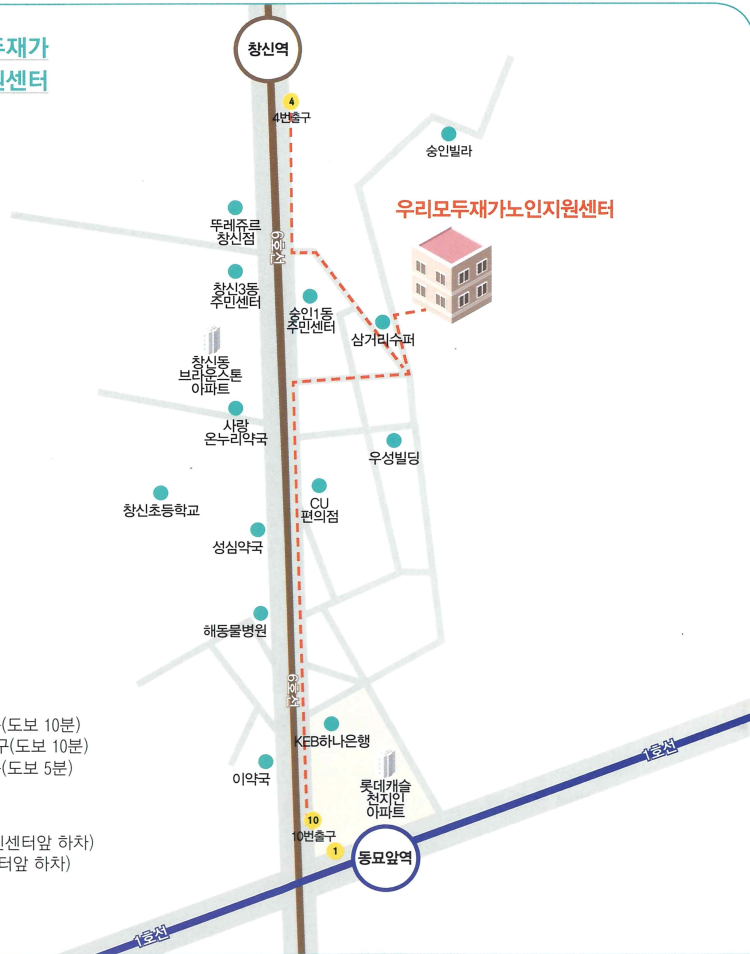 두재가
원센터
창신역
4
4번출구
숭인빌라
우리모두재가노인지원센터
뚜레쥬르
창신점
6호선
창신3동
주민센터
숭인1동
주민센터
삼거리수퍼
창신동
브라운스톤
아파트
사랑
온누리약국
우성빌딩
창신초등학교
CU
편의점
성심약국
해동물병원
6호선
(도보 10분)
구(도보 10분)
(도보 5분)
KEB하나은행
이약국
롯데캐슬
천지인
아파트
1호선
10
10번출구
1
동묘앞역
민센터앞 하차)
터앞 하차)
1호선